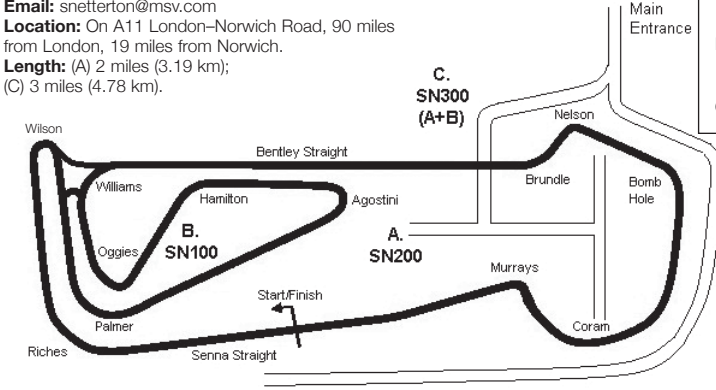 Email: snetterton@msv.com
Location: On A11 London–Norwich Road, 90 miles
from London, 19 miles from Norwich.
Length: (A) 2 miles (3.19 km);
(C) 3 miles (4.78 km).
Main
Entrance
C.
SN300
(A+B)
Nelson
Wilson
Bentley Straight
Williams
Hamilton
Agostini
Brundle
Bomb
Hole
B.
SN100
A.
SN200
Oggies
Murrays
Start/Finish
Palmer
Coram
Riches
Senna Straight